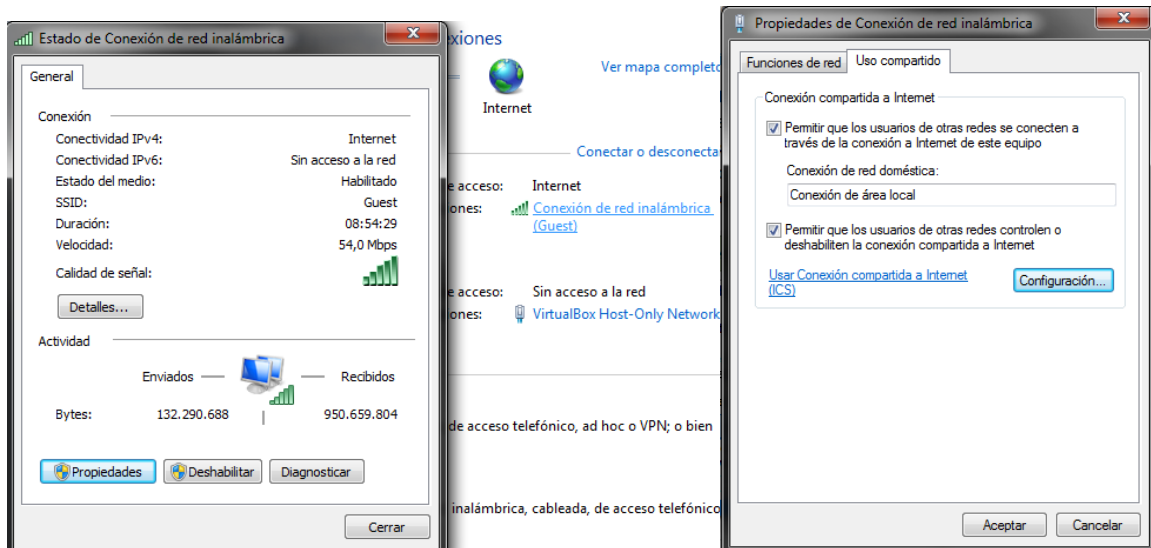 Estado de Conexión de red inalámbrica
General
Conexión
Conectividad IPv4: Internet
Conectividad IPv6: Sin acceso a la red
Estado del medio: Habilitado
SSID: Guest
Duración: 08:54:29
Velocidad: 54,0 Mbps
Calidad de señal:
Detalles...
Actividad
Enviados Recibidos
Bytes: 132.290.688 950.659.804
Propiedades Deshabilitar Diagnosticar
Cerrar
Ver mapa completo
Internet
Conectar o desconecta
acceso: Internet
Conexión de red inalámbrica
(Guest)
acceso: Sin acceso a la red
VirtualBox Host-Only Network
de acceso telefónico, ad hoc o VPN; o bien
inalámbrica, cableada, de acceso telefónico
Propiedades de Conexión de red inalámbrica
Funciones de red Uso compartido
Conexión compartida a Internet
Permitir que los usuarios de otras redes se conecten a
través de la conexión a Internet de este equipo
Conexión de red doméstica:
Conexión de área local
Permitir que los usuarios de otras redes controlen o
deshabiliten la conexión compartida a Internet
Usar Conexión compartida a Internet
(ICS)
Configuración...
Aceptar Cancelar